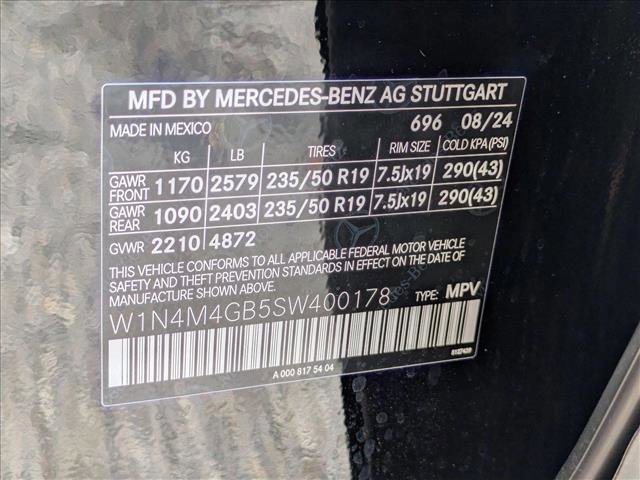 MFD BY MERCEDES-BENZ AG STUTTGART
MADE IN MEXICO 696 08/24
KG LB TIRES RIM SIZE COLD KPA (PSI)
GAWR FRONT 1170 2579 235/50 R19 7.5Jx19 290(43)
GAWR REAR 1090 2403 235/50 R19 7.5Jx19 290(43)
GVWR 2210 4872
THIS VEHICLE CONFORMS TO ALL APPLICABLE FEDERAL MOTOR VEHICLE
SAFETY AND THEFT PREVENTION STANDARDS IN EFFECT ON THE DATE
OF MANUFACTURE SHOWN ABOVE.
W1N4M4GB5SW400178 TYPE: MPV
A 000 817 54 04